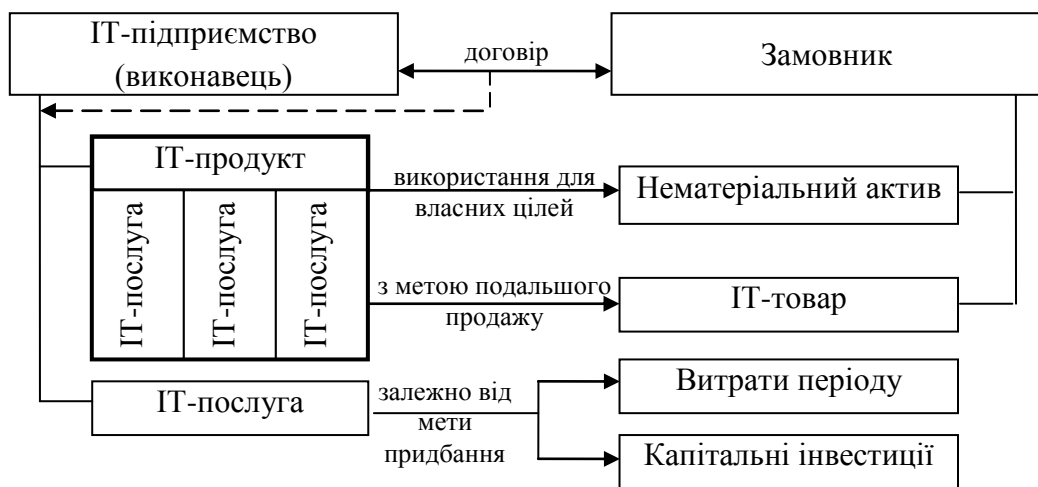 ІТ-підприємство
(виконавець)
договір
Замовник
ІТ-продукт
ІТ-послуга
ІТ-послуга
ІТ-послуга
використання для
власних цілей
Нематеріальний актив
з метою подальшого
продажу
ІТ-товар
ІТ-послуга
залежно від
мети
придбання
Витрати періоду
Капітальні інвестиції